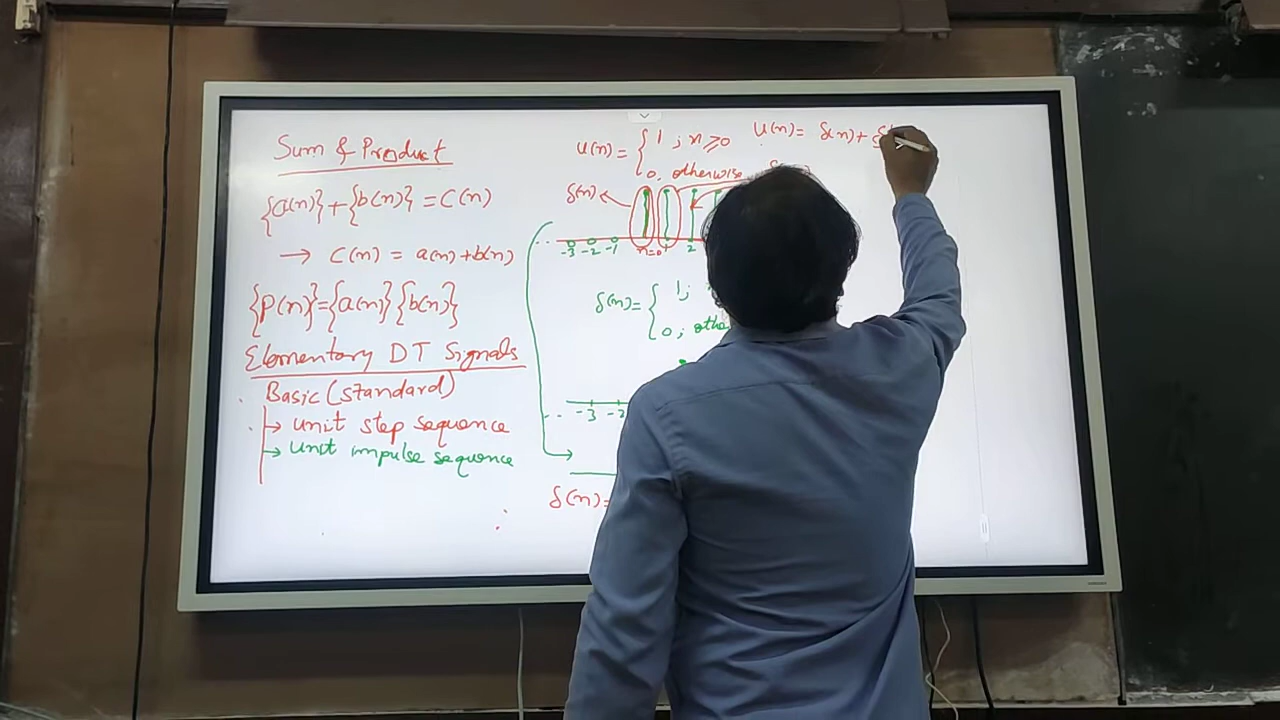 Sum & Product
{a(n)}+{b(n)} = C(n)
→ C(n) = a(n)+b(n)
{P(n)}={a(n)}{b(n)}
Elementary DT Signals
Basic (standard)
→ unit step sequence
→ unit impulse sequence
u(n)= { 1 ; n ≥ 0
0, otherwise
u(n)= δ(n)+
δ(n)
-3 -2 -1 n=0 1 2
δ(n)= { 1;
0;
-3 -2
δ(n)=